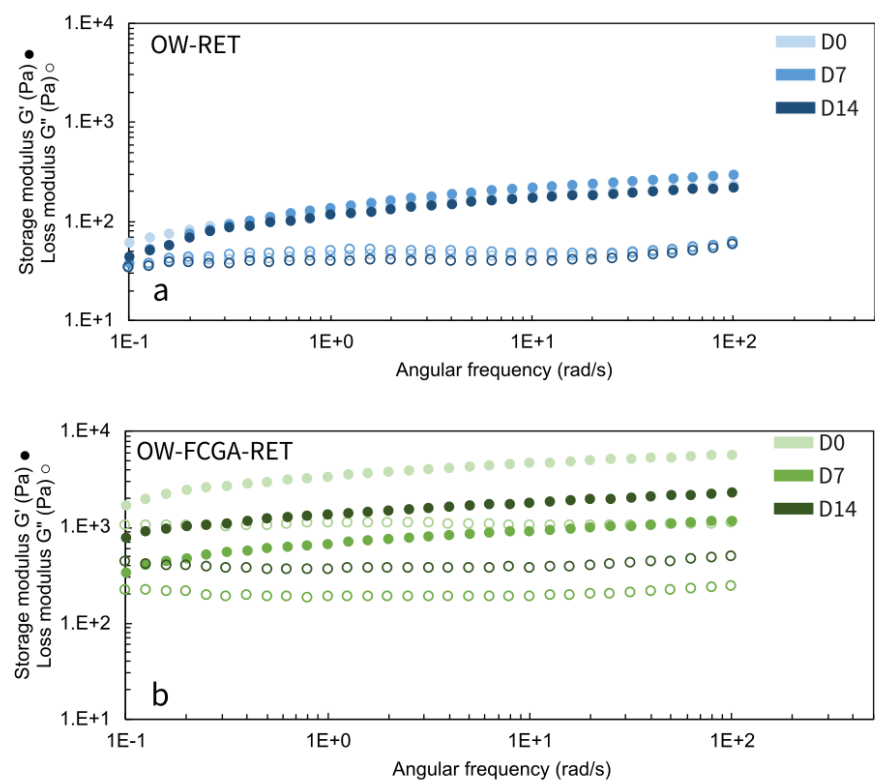 Storage modulus G' (Pa) ●
Loss modulus G" (Pa) ○
1.E+4
1.E+3
1.E+2
1.E+1
OW-RET
D0
D7
D14
a
1E-1 1E+0 1E+1 1E+2
Angular frequency (rad/s)
Storage modulus G' (Pa) ●
Loss modulus G" (Pa) ○
1.E+4
1.E+3
1.E+2
1.E+1
OW-FCGA-RET
D0
D7
D14
b
1E-1 1E+0 1E+1 1E+2
Angular frequency (rad/s)